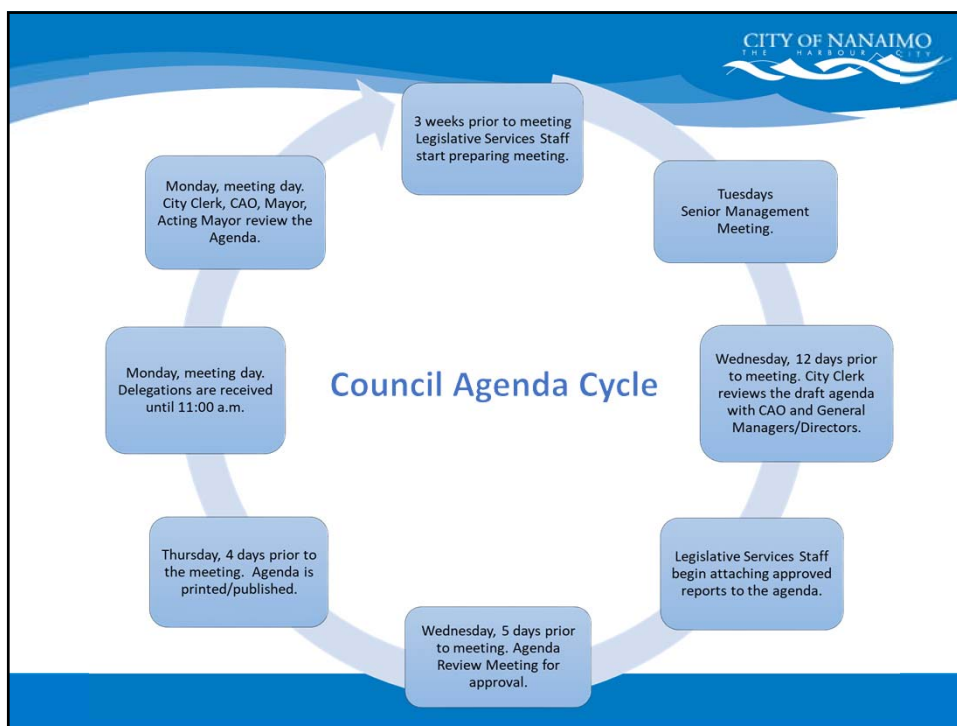 CITY OF NANAIMO
THE HARBOUR CITY
3 weeks prior to meeting
Legislative Services Staff
start preparing meeting.
Tuesdays
Senior Management
Meeting.
Wednesday, 12 days prior
to meeting. City Clerk
reviews the draft agenda
with CAO and General
Managers/Directors.
Legislative Services Staff
begin attaching approved
reports to the agenda.
Wednesday, 5 days prior
to meeting. Agenda
Review Meeting for
approval.
Thursday, 4 days prior to
the meeting.  Agenda is
printed/published.
Monday, meeting day.
Delegations are received
until 11:00 a.m.
Monday, meeting day.
City Clerk, CAO, Mayor,
Acting Mayor review the
Agenda.
Council Agenda Cycle